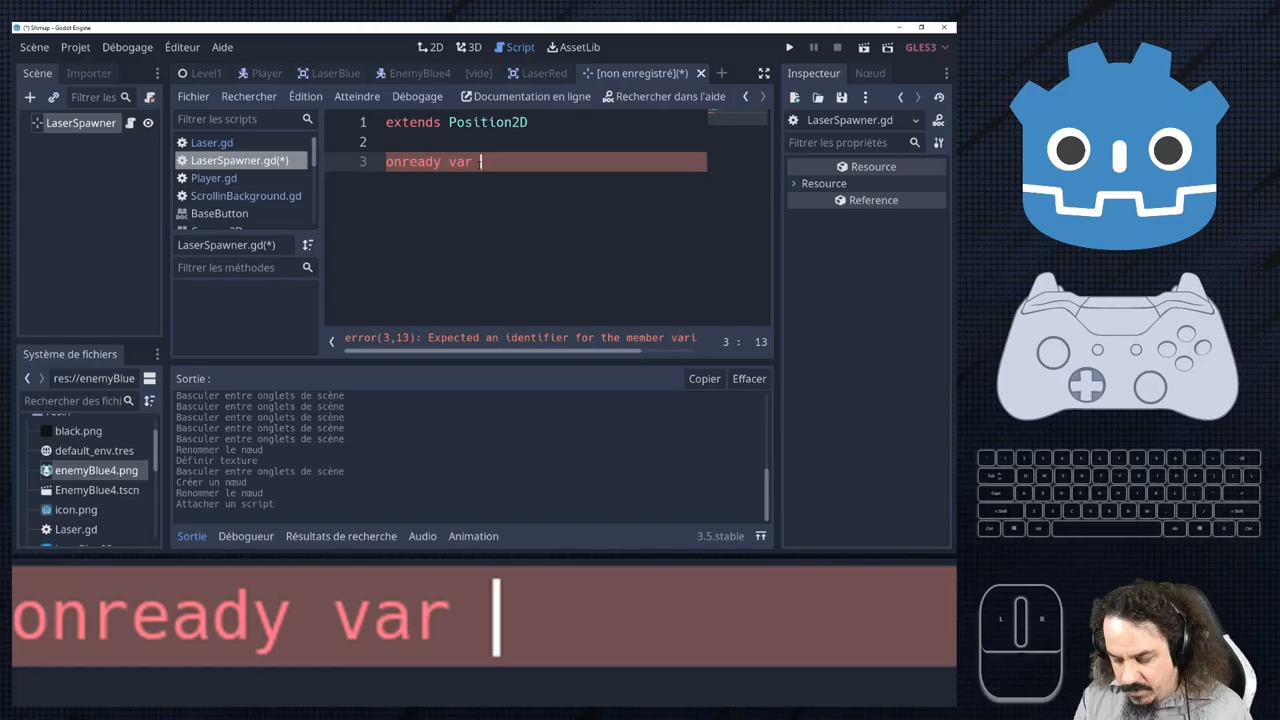 (*) Shmup - Godot Engine
Scène Projet Débogage Éditeur Aide
2D 3D Script AssetLib
GLES3
Scène Importer
Level1 Player LaserBlue EnemyBlue4 [vide] LaserRed [non enregistré](*)
Inspecteur Nœud
Filtrer les
Fichier Rechercher Édition Atteindre Débogage Documentation en ligne Rechercher dans l'aide
LaserSpawner
Filtrer les scripts
Laser.gd
LaserSpawner.gd(*)
Player.gd
ScrollinBackground.gd
BaseButton
LaserSpawner.gd(*)
Filtrer les méthodes
1 extends Position2D
2
3 onready var
error(3,13): Expected an identifier for the member vari
3 : 13
LaserSpawner.gd
Filtrer les propriétés
Resource
Resource
Reference
Système de fichiers
res://enemyBlue
Rechercher des fichi
black.png
default_env.tres
enemyBlue4.png
EnemyBlue4.tscn
icon.png
Laser.gd
Sortie :
Copier Effacer
Basculer entre onglets de scène
Basculer entre onglets de scène
Basculer entre onglets de scène
Basculer entre onglets de scène
Basculer entre onglets de scène
Renommer le nœud
Définir texture
Basculer entre onglets de scène
Créer un nœud
Renommer le nœud
Attacher un script
Sortie Débogueur Résultats de recherche Audio Animation
3.5.stable
onready var
L R